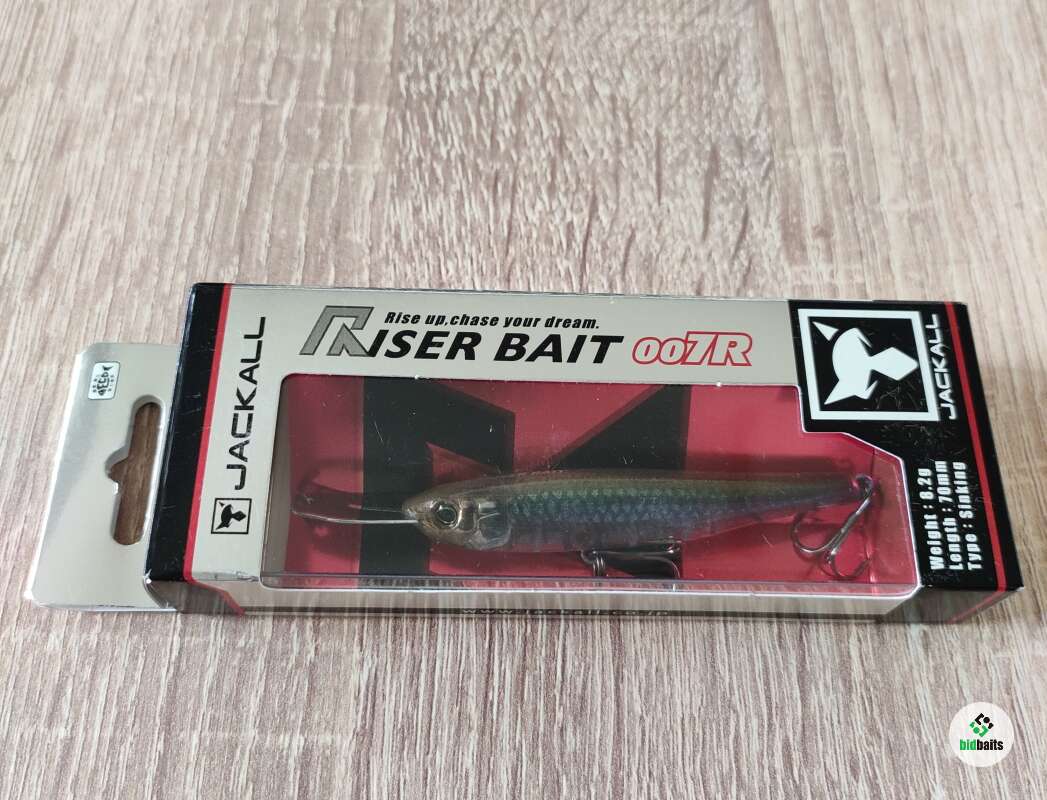 Rise up,chase your dream.
RISER BAIT 007R
JACKALL
JACKALL
Weight : 8.2g
Length : 70mm
Type : Sinking
www.jackall.co.jp
bidbaits